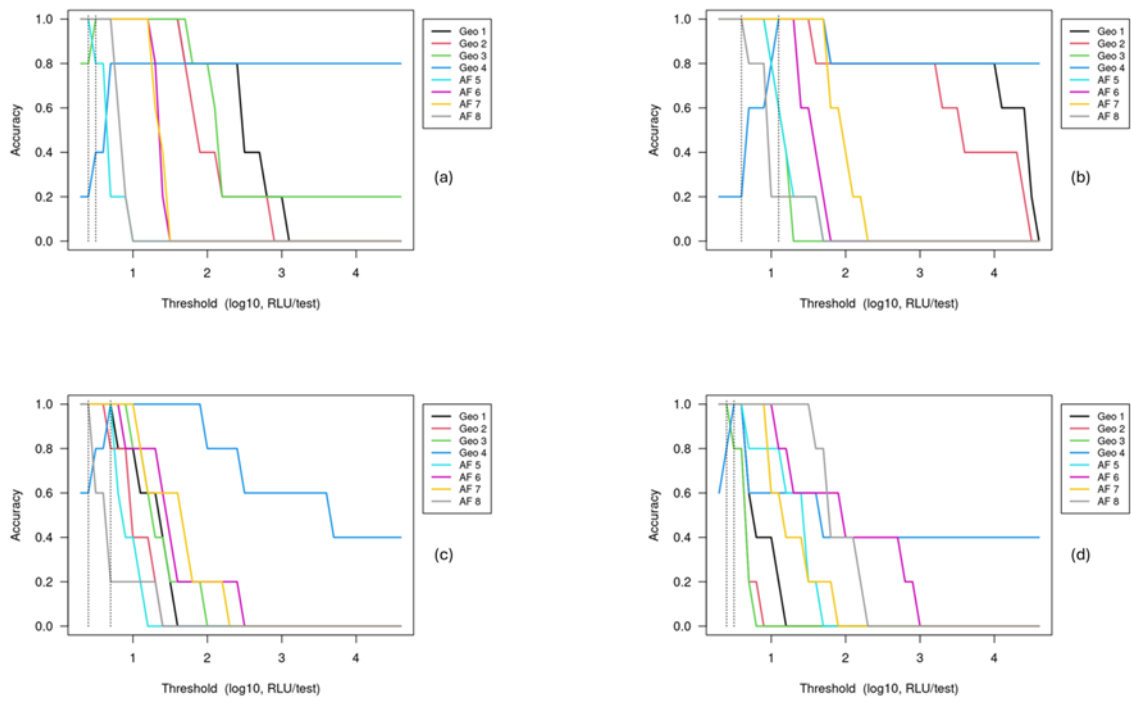 1.0
0.8
0.6
0.4
0.2
0.0
Accuracy
1
2
3
4
Threshold (log10, RLU/test)
Geo 1
Geo 2
Geo 3
Geo 4
AF 5
AF 6
AF 7
AF 8
(a)
1.0
0.8
0.6
0.4
0.2
0.0
Accuracy
1
2
3
4
Threshold (log10, RLU/test)
Geo 1
Geo 2
Geo 3
Geo 4
AF 5
AF 6
AF 7
AF 8
(b)
1.0
0.8
0.6
0.4
0.2
0.0
Accuracy
1
2
3
4
Threshold (log10, RLU/test)
Geo 1
Geo 2
Geo 3
Geo 4
AF 5
AF 6
AF 7
AF 8
(c)
1.0
0.8
0.6
0.4
0.2
0.0
Accuracy
1
2
3
4
Threshold (log10, RLU/test)
Geo 1
Geo 2
Geo 3
Geo 4
AF 5
AF 6
AF 7
AF 8
(d)